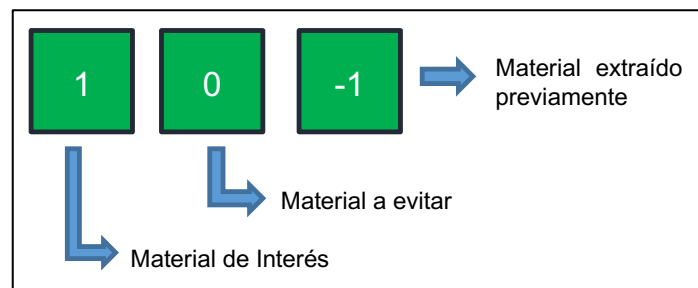 1
0
-1
Material extraído
previamente
Material a evitar
Material de Interés